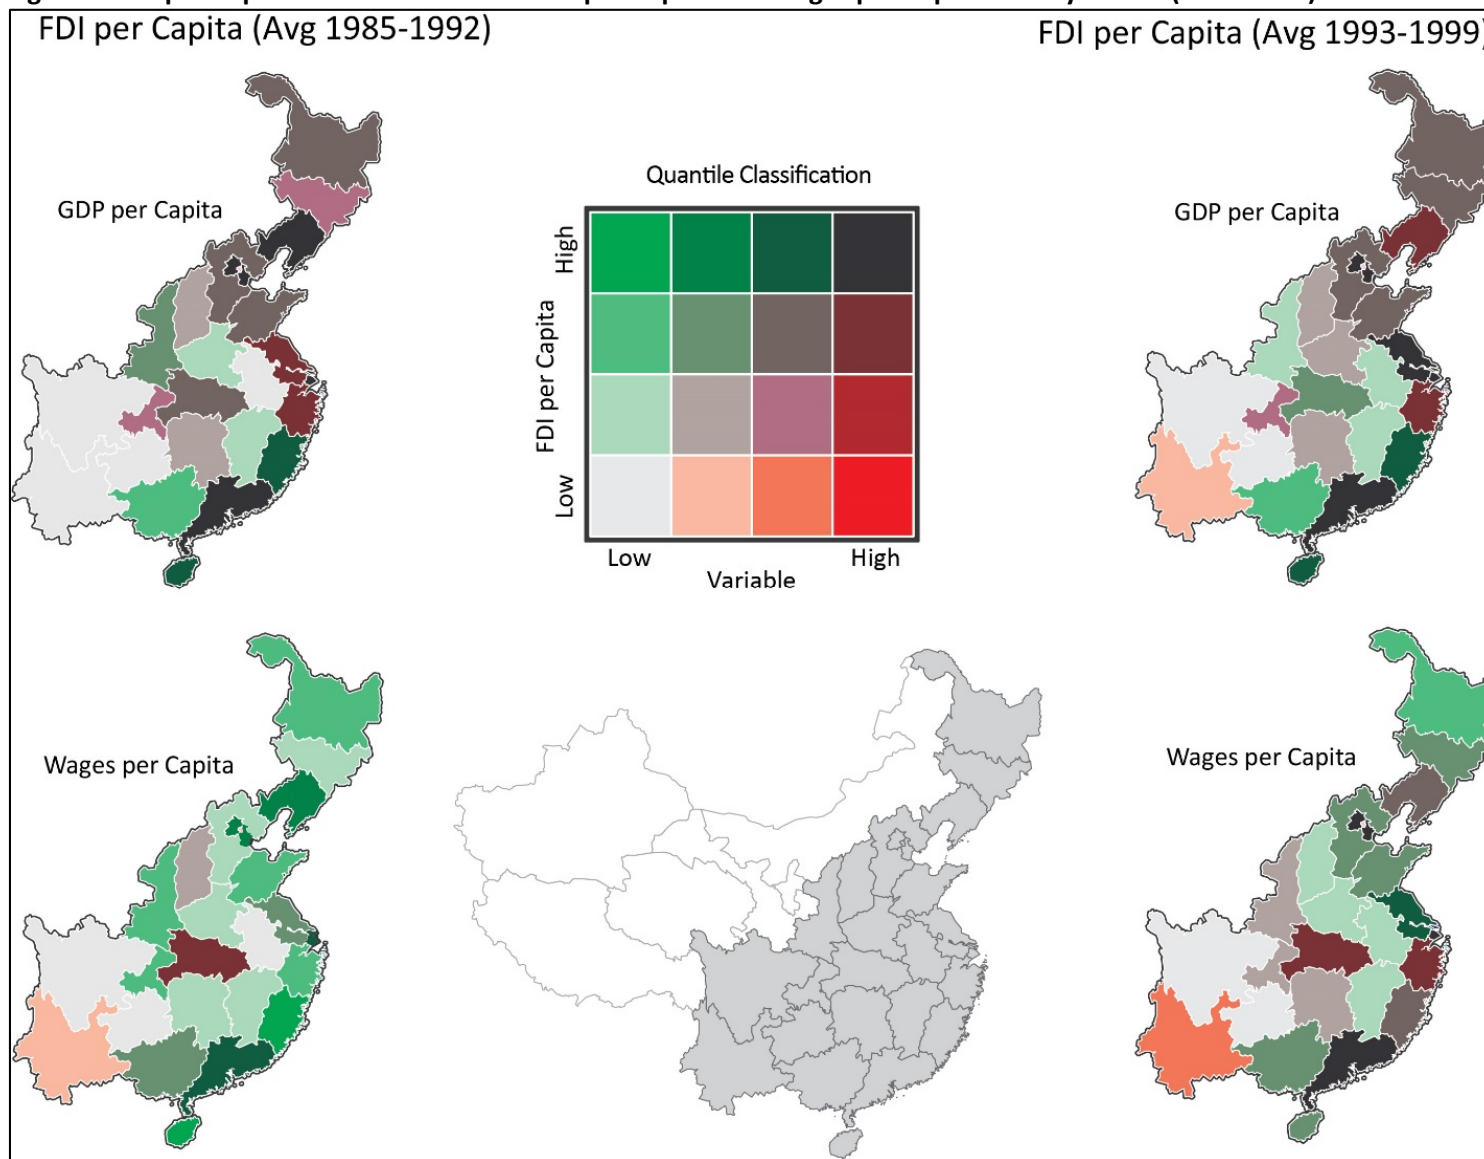 FDI per Capita (Avg 1985-1992)
FDI per Capita (Avg 1993-1999)
GDP per Capita
Quantile Classification
GDP per Capita
High
FDI per Capita
Low
Low
High
Variable
Wages per Capita
Wages per Capita